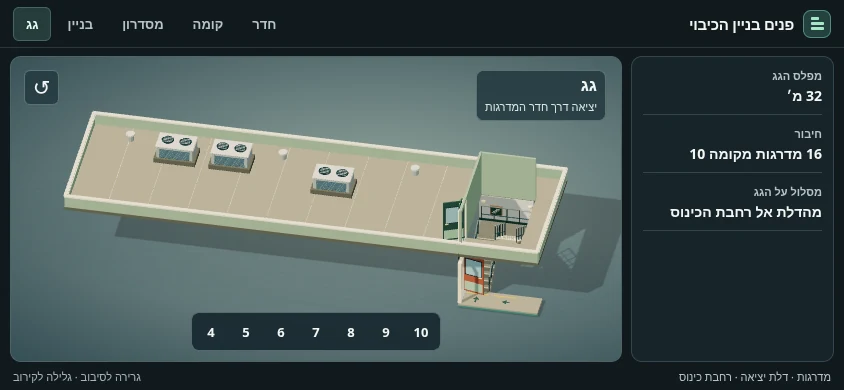 פנים בניין הכיבוי
חדר
קומה
מסדרון
בניין
גג
מפלס הגג
32 מ׳
חיבור
16 מדרגות מקומה 10
מסלול על הגג
מהדלת אל רחבת הכינוס
גג
יציאה דרך חדר המדרגות
4 5 6 7 8 9 10
מדרגות · דלת יציאה · רחבת כינוס
גרירה לסיבוב · גלילה לקירוב